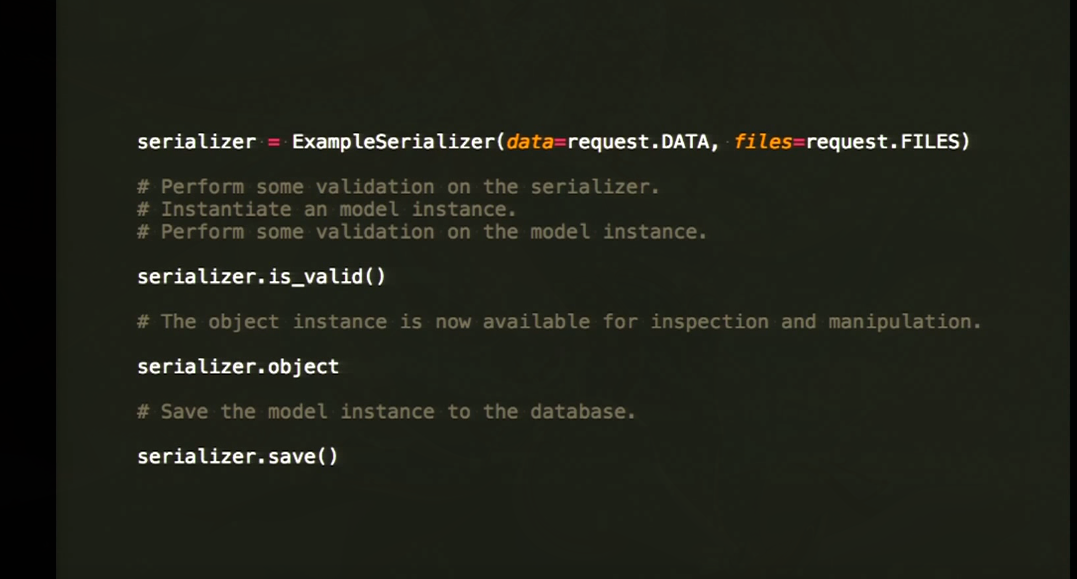 serializer = ExampleSerializer(data=request.DATA, files=request.FILES)
# Perform some validation on the serializer.
# Instantiate an model instance.
# Perform some validation on the model instance.
serializer.is_valid()
# The object instance is now available for inspection and manipulation.
serializer.object
# Save the model instance to the database.
serializer.save()